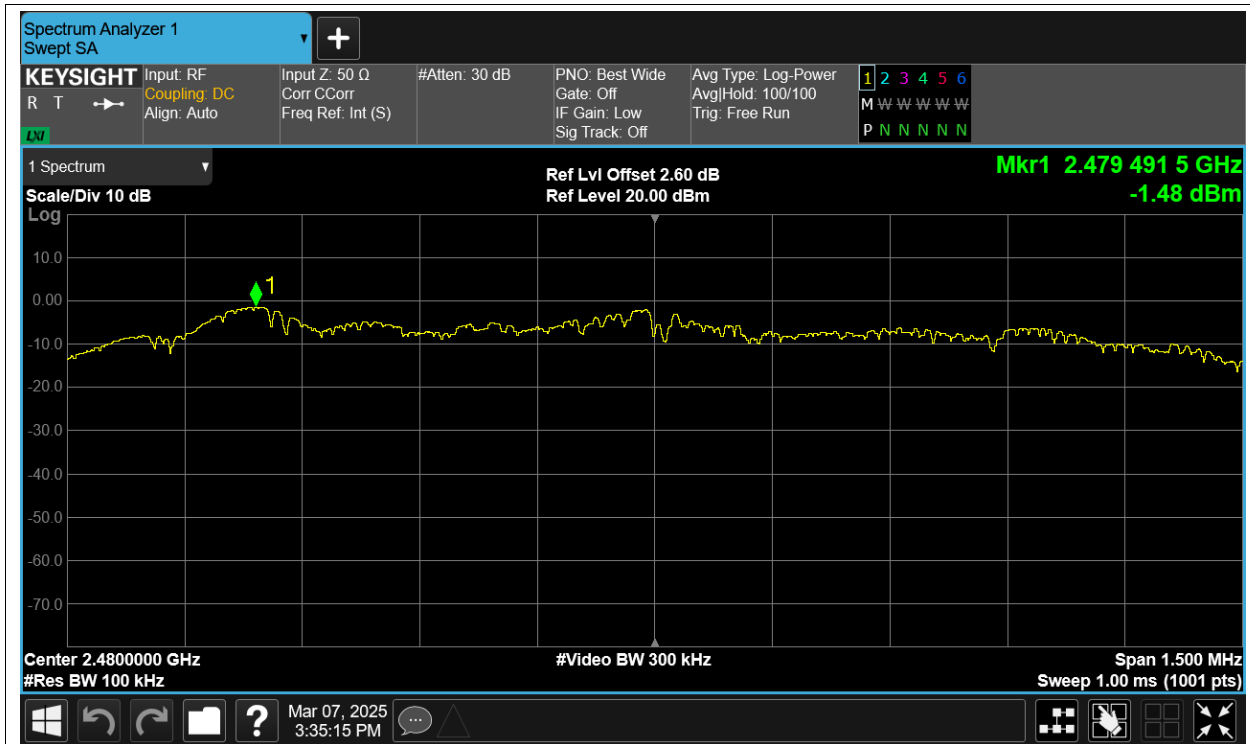 Spectrum Analyzer 1
Swept SA
KEYSIGHT
R T
LXI
Input: RF
Coupling: DC
Align: Auto
Input Z: 50 Ω
Corr CCorr
Freq Ref: Int (S)
#Atten: 30 dB
PNO: Best Wide
Gate: Off
IF Gain: Low
Sig Track: Off
Avg Type: Log-Power
Avg|Hold: 100/100
Trig: Free Run
1 2 3 4 5 6
M W W W W W
P N N N N N
1 Spectrum
Scale/Div 10 dB
Ref Lvl Offset 2.60 dB
Ref Level 20.00 dBm
Mkr1 2.479 491 5 GHz
-1.48 dBm
Log
10.0
0.00
-10.0
-20.0
-30.0
-40.0
-50.0
-60.0
-70.0
1
Center 2.4800000 GHz
#Video BW 300 kHz
Span 1.500 MHz
#Res BW 100 kHz
Sweep 1.00 ms (1001 pts)
?
Mar 07, 2025
3:35:15 PM